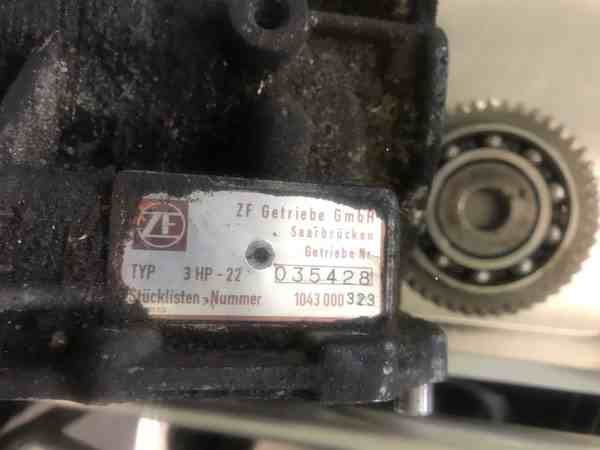 ZF
ZF Getriebe GmbH
Saarbrücken
Getriebe Nr.
TYP 3 HP - 22 035428
Stücklisten - Nummer 1043 000 323